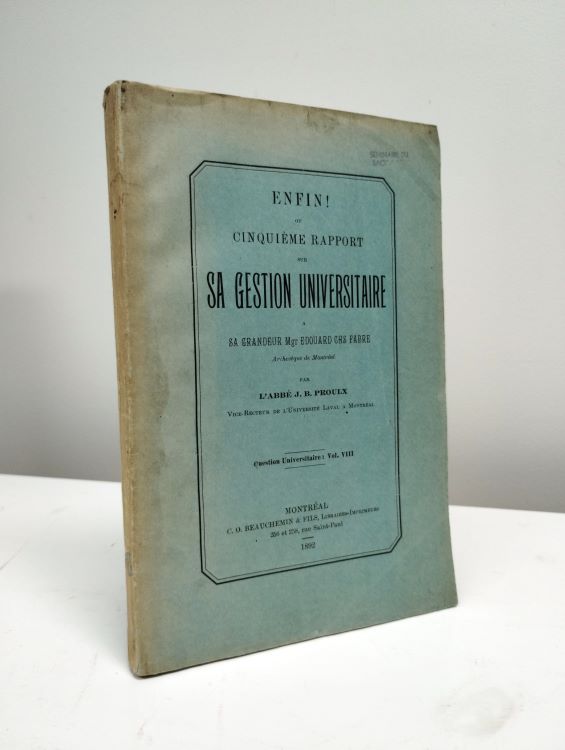 SÉMINAIRE DU
ENFIN!
OU
CINQUIÈME RAPPORT
SUR
SA GESTION UNIVERSITAIRE
A
SA GRANDEUR Mgr EDOUARD CHS FABRE
Archevêque de Montréal
PAR
L'ABBÉ J. B. PROULX
VICE-RECTEUR DE L'UNIVERSITÉ LAVAL A MONTRÉAL
Question Universitaire: Vol. VIII
MONTRÉAL
C. O. BEAUCHEMIN & FILS, LIBRAIRES-IMPRIMEURS
256 et 258, rue Saint-Paul
1892